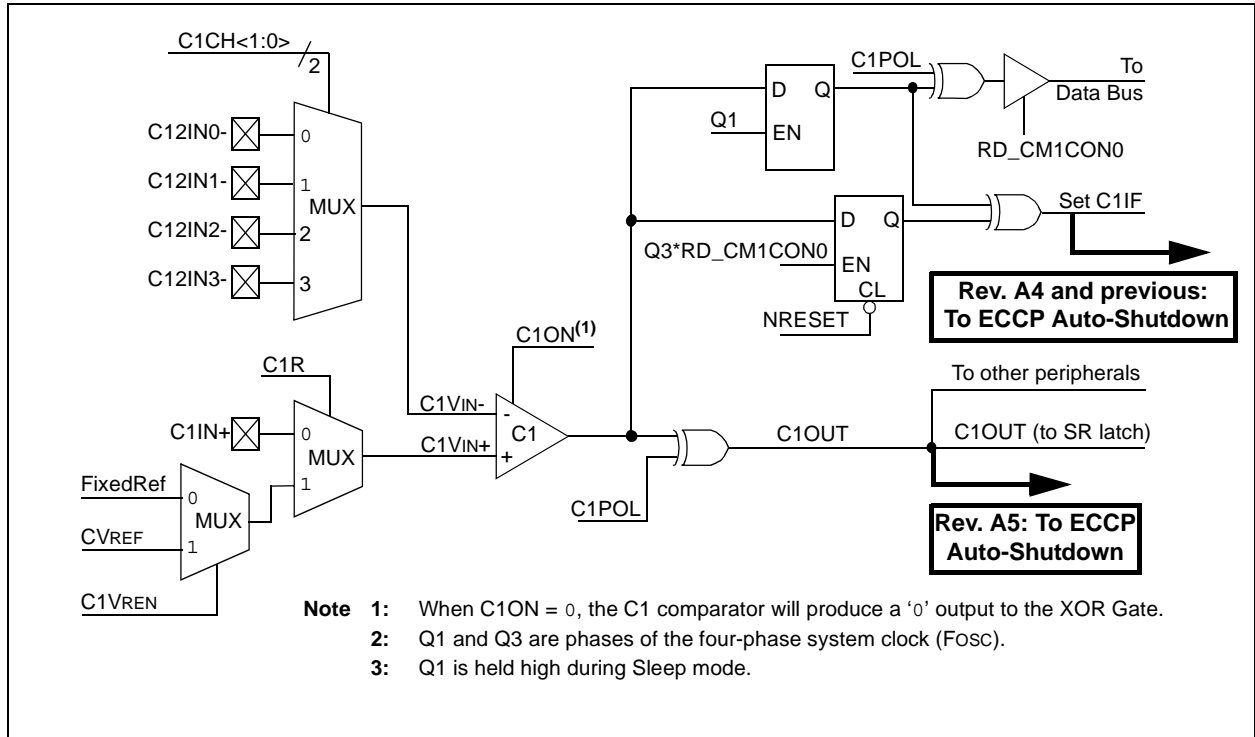 C1CH<1:0>
2
C12IN0-
0
C12IN1-
1
MUX
C12IN2-
2
C12IN3-
3
C1POL
To
Data Bus
RD_CM1CON0
D Q
Q1
EN
D Q
Q3*RD_CM1CON0
EN
CL
NRESET
Set C1IF
Rev. A4 and previous:
To ECCP Auto-Shutdown
C1ON(1)
C1R
C1VIN-
-
C1
C1VIN+
+
C1IN+
0
MUX
1
FixedRef
0
MUX
CVREF
1
C1VREN
C1POL
C1OUT
To other peripherals
C1OUT (to SR latch)
Rev. A5: To ECCP
Auto-Shutdown
Note 1: When C1ON = 0, the C1 comparator will produce a ‘0’ output to the XOR Gate.
2: Q1 and Q3 are phases of the four-phase system clock (FOSC).
3: Q1 is held high during Sleep mode.